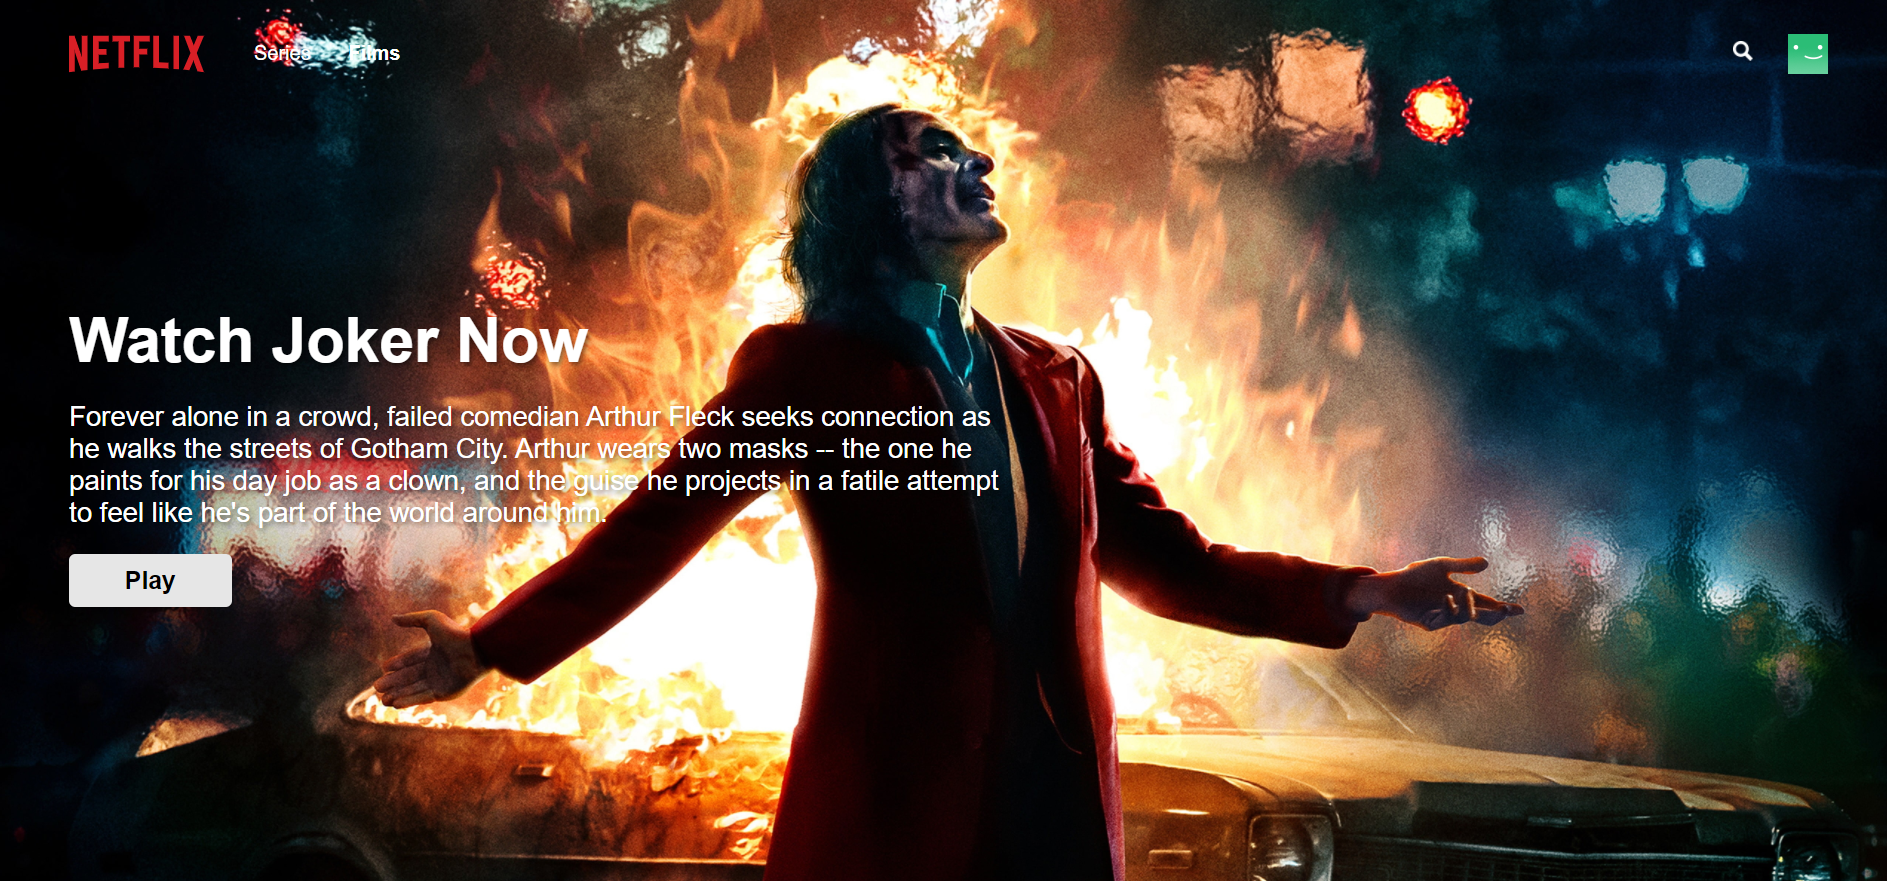 NETFLIX Series Films
Watch Joker Now
Forever alone in a crowd, failed comedian Arthur Fleck seeks connection as
he walks the streets of Gotham City. Arthur wears two masks -- the one he
paints for his day job as a clown, and the guise he projects in a fatile attempt
to feel like he's part of the world around him.
Play